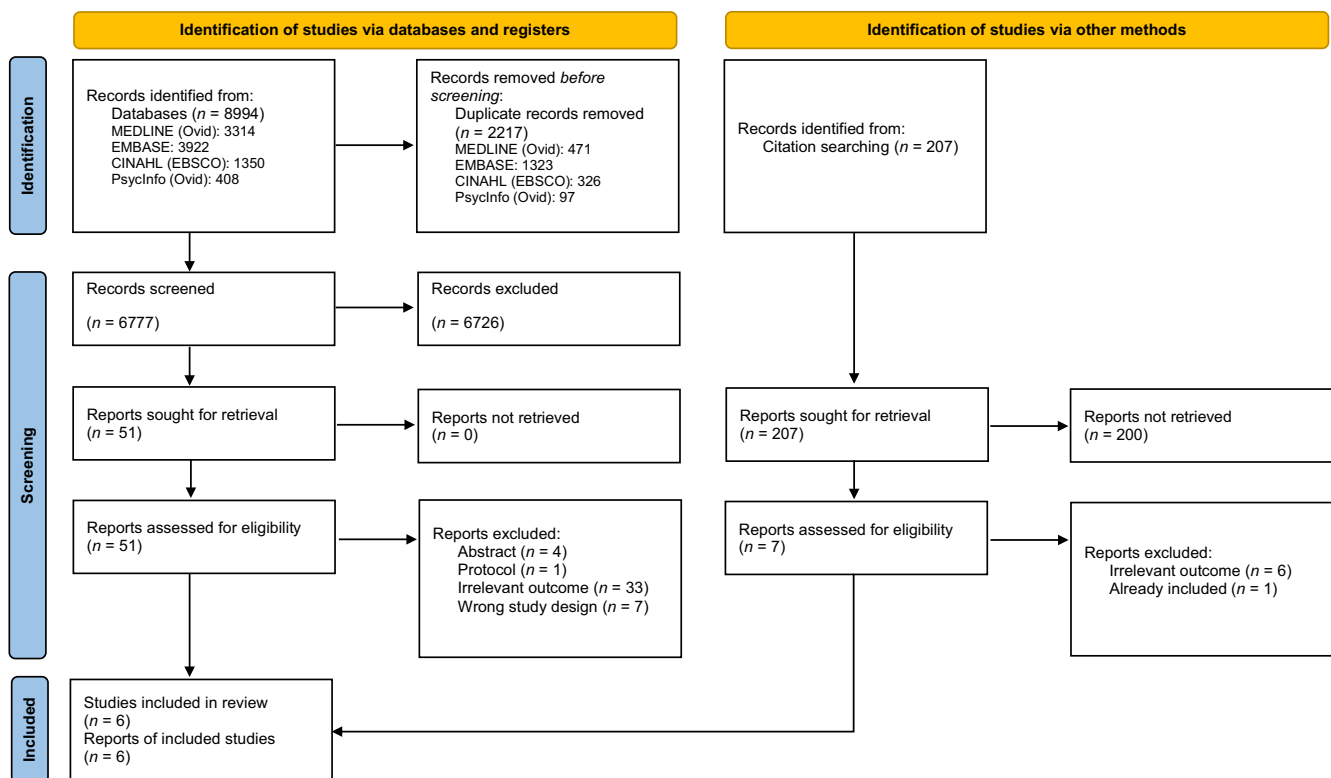 Identification of studies via databases and registers
Identification of studies via other methods
Identification
Records identified from:
Databases (n = 8994)
MEDLINE (Ovid): 3314
EMBASE: 3922
CINAHL (EBSCO): 1350
PsycInfo (Ovid): 408
Records removed before
screening:
Duplicate records removed
(n = 2217)
MEDLINE (Ovid): 471
EMBASE: 1323
CINAHL (EBSCO): 326
PsycInfo (Ovid): 97
Records identified from:
Citation searching (n = 207)
Screening
Records screened
(n = 6777)
Records excluded
(n = 6726)
Reports sought for retrieval
(n = 51)
Reports not retrieved
(n = 0)
Reports sought for retrieval
(n = 207)
Reports not retrieved
(n = 200)
Reports assessed for eligibility
(n = 51)
Reports excluded:
Abstract (n = 4)
Protocol (n = 1)
Irrelevant outcome (n = 33)
Wrong study design (n = 7)
Reports assessed for eligibility
(n = 7)
Reports excluded:
Irrelevant outcome (n = 6)
Already included (n = 1)
Included
Studies included in review
(n = 6)
Reports of included studies
(n = 6)